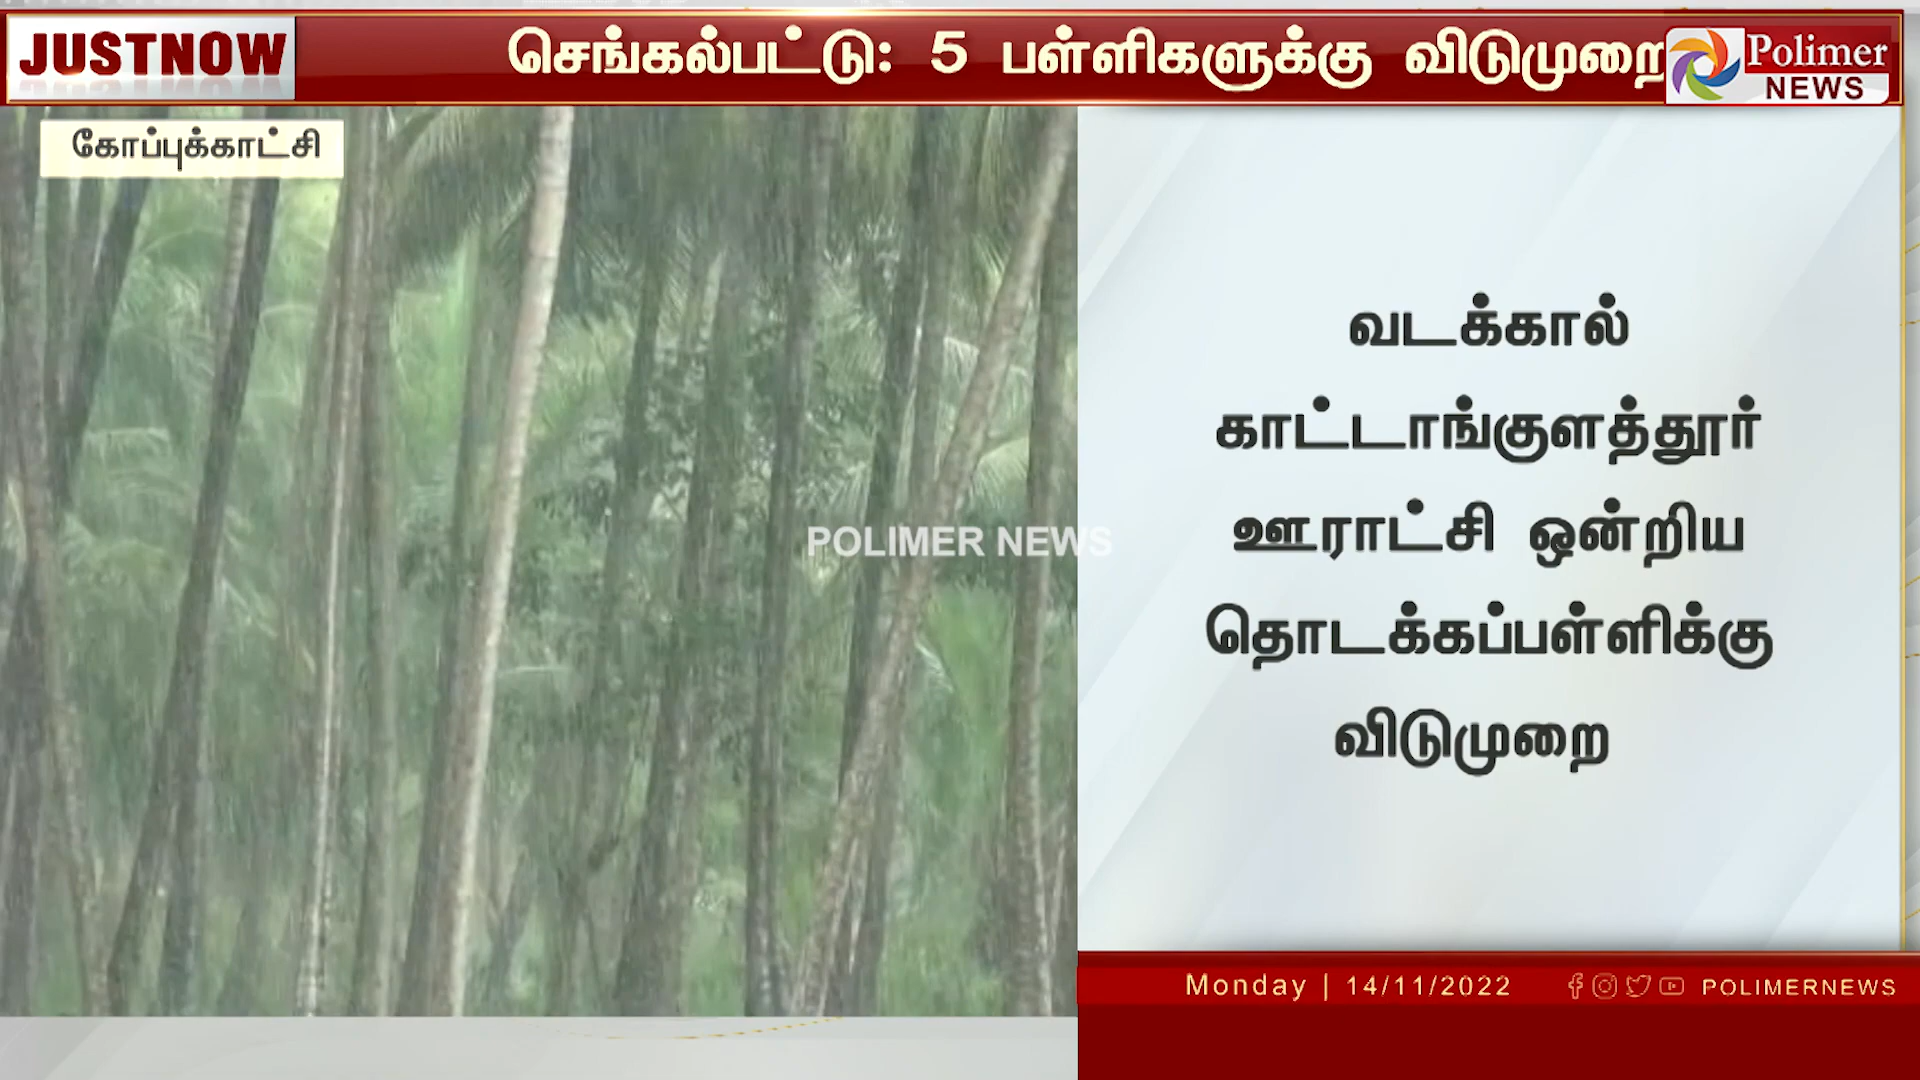 JUSTNOW
செங்கல்பட்டு: 5 பள்ளிகளுக்கு விடுமுறை
Polimer
NEWS
கோப்புக்காட்சி
வடக்கால்
காட்டாங்குளத்தூர்
ஊராட்சி ஒன்றிய
தொடக்கப்பள்ளிக்கு
விடுமுறை
POLIMER NEWS
Monday | 14/11/2022
POLIMERNEWS